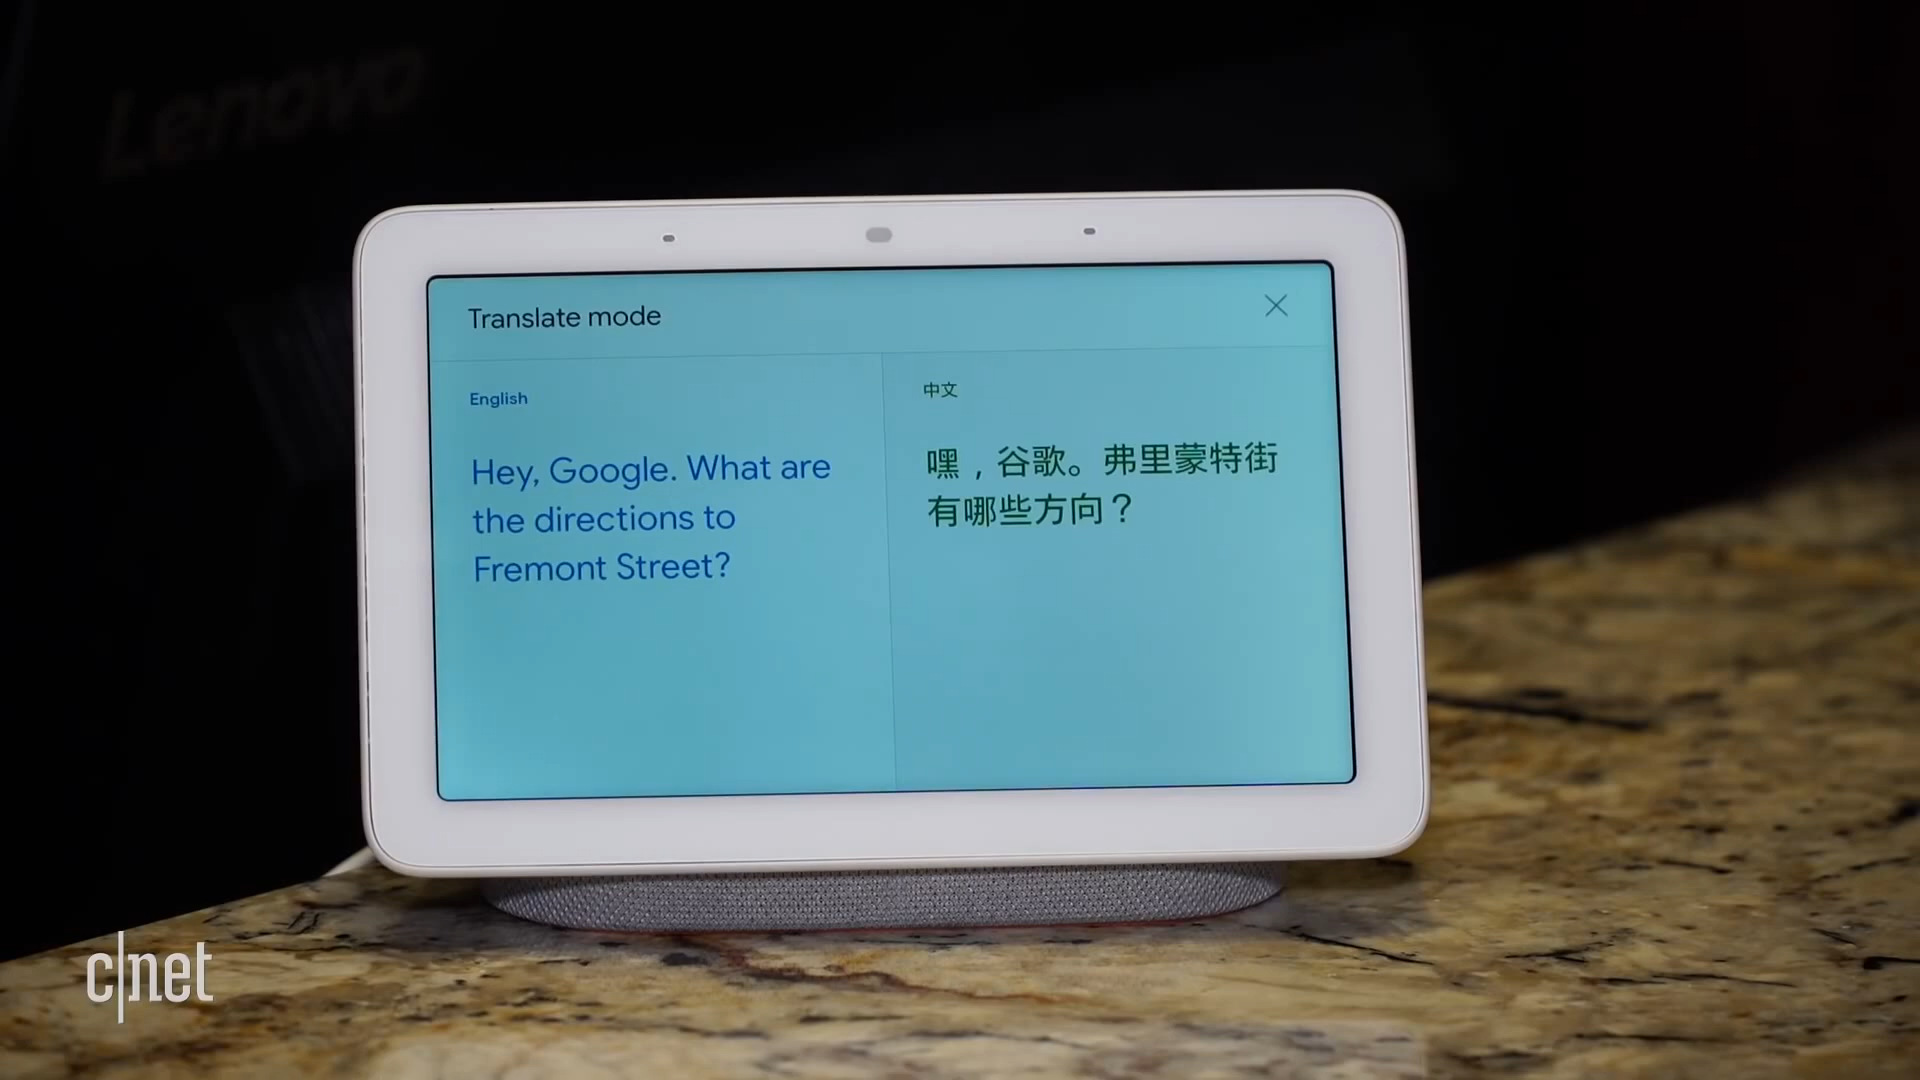 Lenovo
Translate mode
English
Hey, Google. What are
the directions to
Fremont Street?
中文
嘿，谷歌。弗里蒙特街
有哪些方向？
c|net